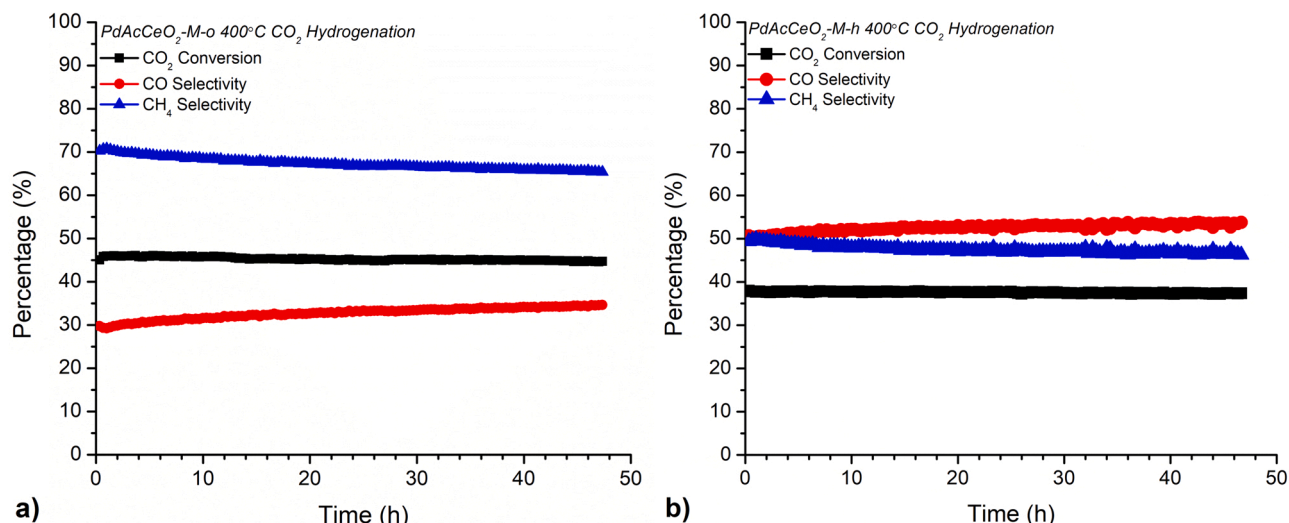 PdAcCeO₂-M-o 400°C CO₂ Hydrogenation
CO₂ Conversion
CO Selectivity
CH₄ Selectivity
100
90
80
70
60
50
40
30
20
10
0
Percentage (%)
0 10 20 30 40 50
Time (h)
a)
PdAcCeO₂-M-h 400°C CO₂ Hydrogenation
CO₂ Conversion
CO Selectivity
CH₄ Selectivity
100
90
80
70
60
50
40
30
20
10
0
Percentage (%)
0 10 20 30 40 50
Time (h)
b)